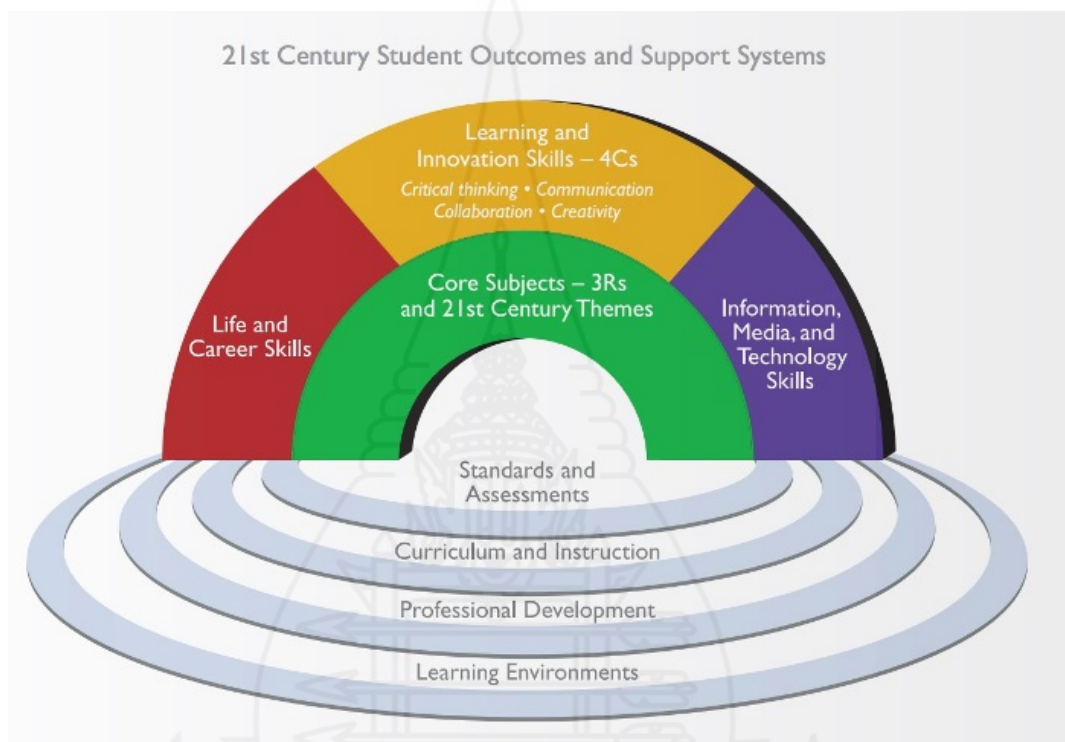 21st Century Student Outcomes and Support Systems
Learning and
Innovation Skills – 4Cs
Critical thinking • Communication
Collaboration • Creativity
Core Subjects – 3Rs
and 21st Century Themes
Life and
Career Skills
Information,
Media, and
Technology
Skills
Standards and
Assessments
Curriculum and Instruction
Professional Development
Learning Environments